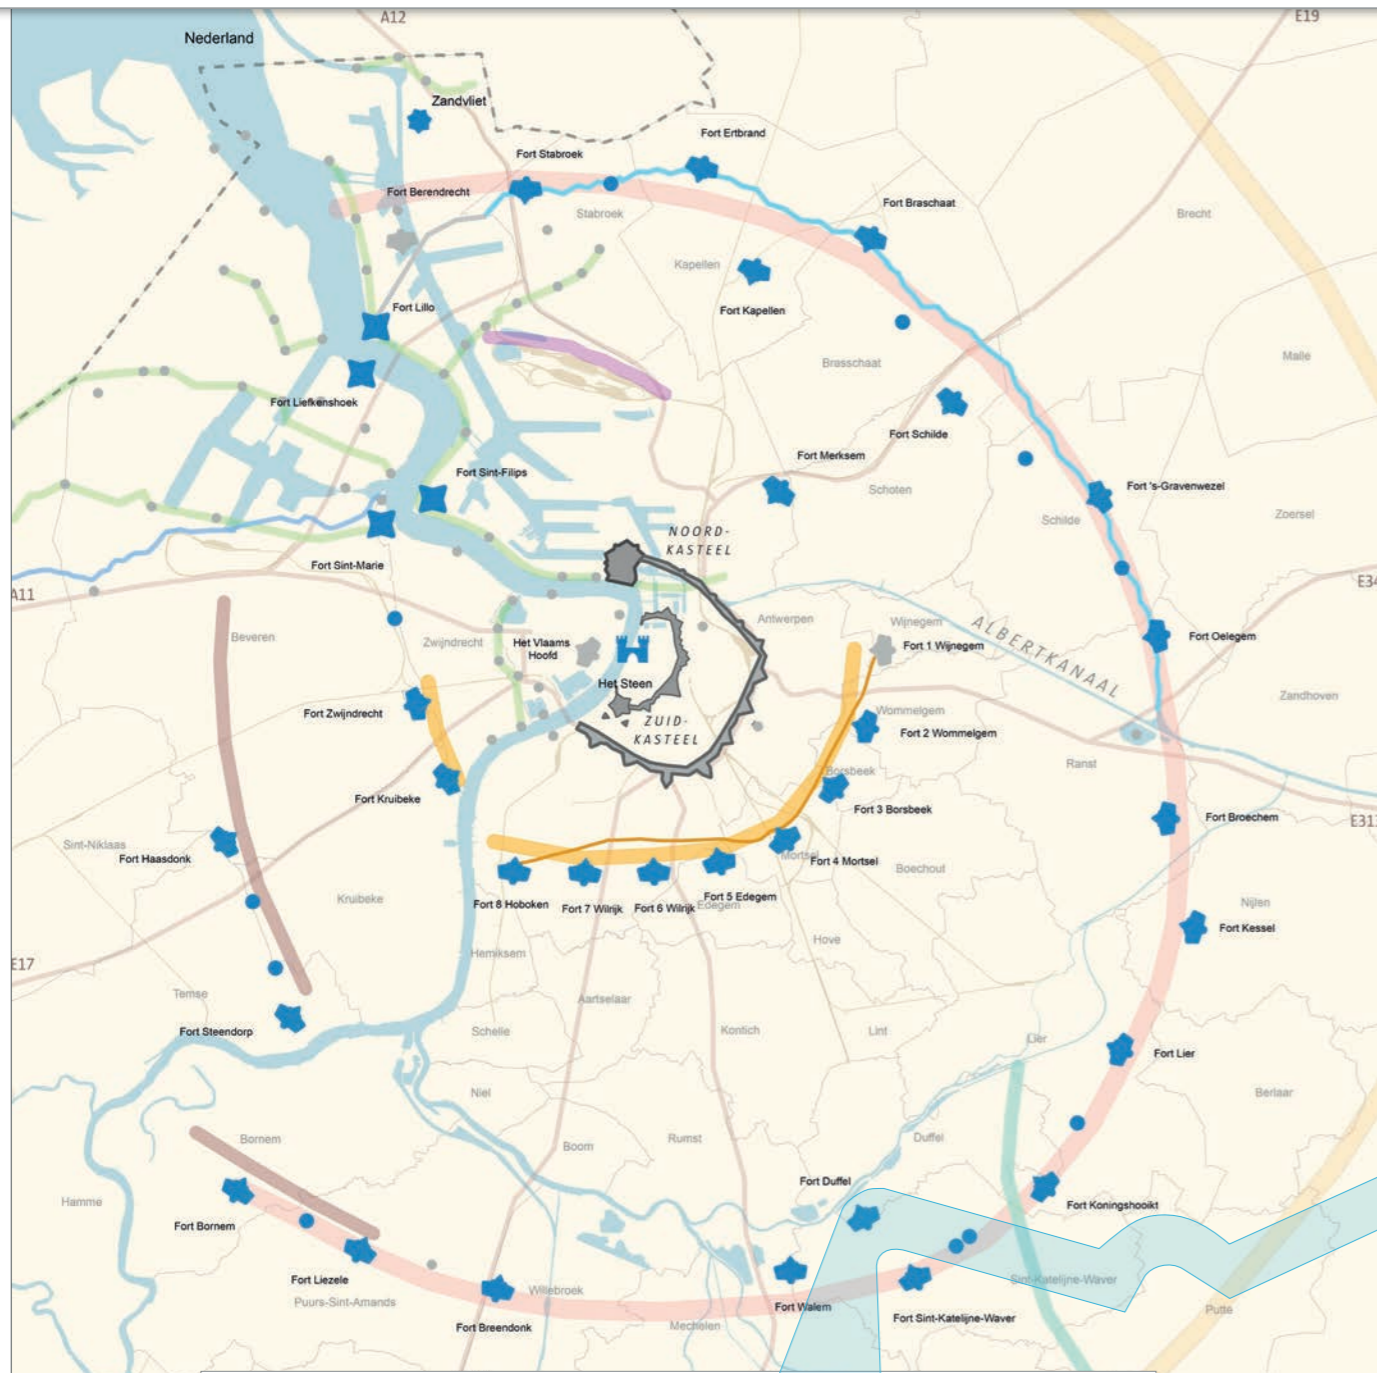 A12
E19
Nederland
Zandvliet
Fort Ertbrand
Fort Stabroek
Fort Berendrecht
Fort Braschaat
Stabroek
Brecht
Kapellen
Fort Lillo
Fort Kapellen
Malle
Brasschaat
Fort Liefkenshoek
Fort Schilde
Fort Merksem
Fort Sint-Filips
Fort 's-Gravenwezel
Schoten
Zoersel
Schilde
NOORD-
KASTEEL
Fort Sint-Marie
E34
A11
Antwerpen
Wijnegem
ALBERTKANAAL
Beveren
Zwijndrecht
Het Vlaams
Hoofd
Fort 1 Wijnegem
Fort Oelegem
Het Steen
Zandhoven
Fort Zwijndrecht
Wommelgem
ZUID-
KASTEEL
Fort 2 Wommelgem
Ranst
Borsbeek
Fort Kruibeke
Fort 3 Borsbeek
Fort Broechem
E313
Sint-Niklaas
Fort Haasdonk
Mortsel
Fort 4 Mortsel
Boechout
Kruibeke
Fort 8 Hoboken
Fort 7 Wilrijk
Fort 6 Wilrijk
Fort 5 Edegem
Edegem
Nijlen
Fort Kessel
Hove
Hemiksem
E17
Temse
Aartselaar
Fort Steendorp
Schelle
Kontich
Lint
Lier
Fort Lier
Niel
Berlaar
Bornem
Boom
Rumst
Duffel
Fort Duffel
Hamme
Fort Koningshooikt
Fort Bornem
Fort Liezele
Sint-Katelijne-Waver
Willebroek
Puurs-Sint-Amands
Fort Walem
Putte
Fort Sint-Katelijne-Waver
Fort Breendonk
Mechelen